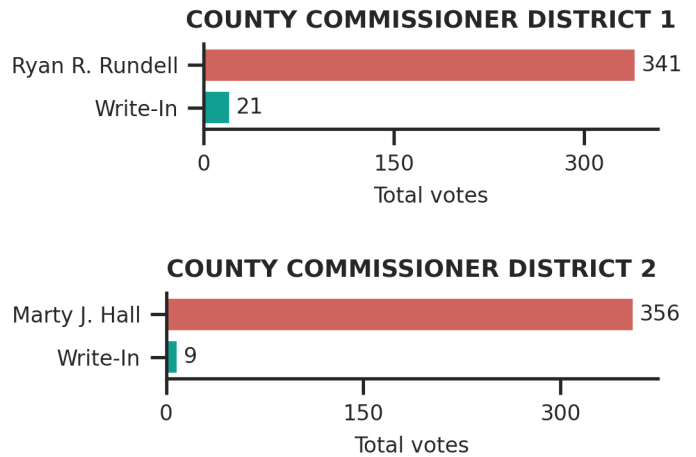 COUNTY COMMISSIONER DISTRICT 1
Ryan R. Rundell 341
Write-In 21
0 150 300
Total votes
COUNTY COMMISSIONER DISTRICT 2
Marty J. Hall 356
Write-In 9
0 150 300
Total votes